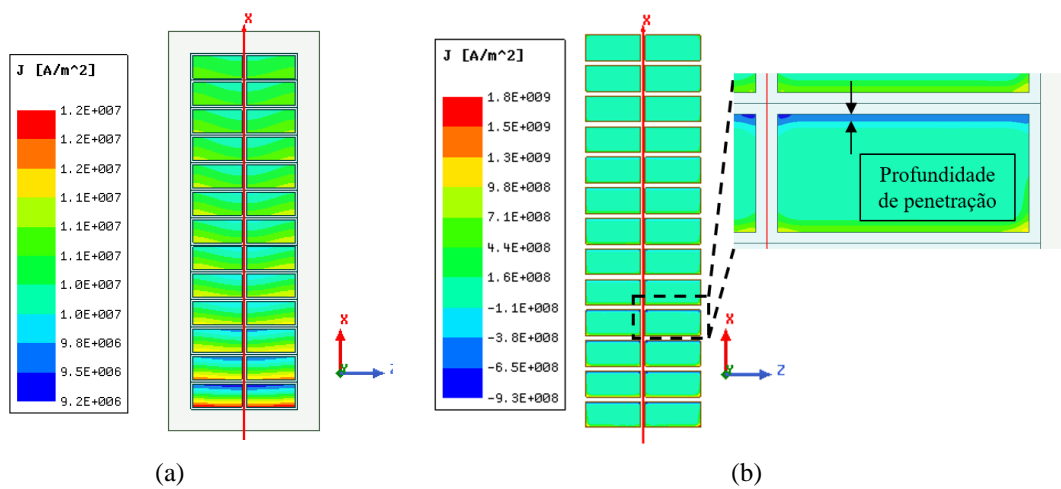 X
J [A/m^2]
1.2E+007
1.2E+007
1.2E+007
1.1E+007
1.1E+007
1.1E+007
1.0E+007
1.0E+007
9.8E+006
9.5E+006
9.2E+006
X
Y
Z
(a)
X
J [A/m^2]
1.8E+009
1.5E+009
1.3E+009
9.8E+008
7.1E+008
4.4E+008
1.6E+008
-1.1E+008
-3.8E+008
-6.5E+008
-9.3E+008
Profundidade
de penetração
X
Y
Z
(b)